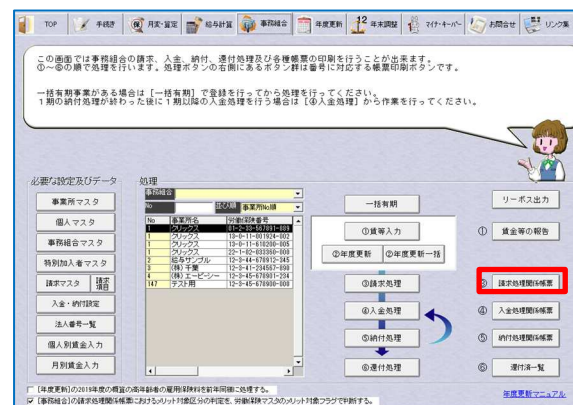 TOP 手続き 月変・算定 給与計算 事務組合 年度更新 12 年末調整 マイナンバー お問合せ リンク集
この画面では事務組合の請求、入金、納付、還付処理及び各種帳票の印刷を行うことが出来ます。
①～⑥の順で処理を行います。処理ボタンの右側にあるボタン群は番号に対応する帳票印刷ボタンです。
一括有期事業がある場合は［一括有期］で登録を行ってから処理を行ってください。
1期の納付処理が終わった後に1期以降の入金処理を行う場合は［④入金処理］から作業を行ってください。
必要な設定及びデータ
事業所マスタ
個人マスタ
事務組合マスタ
特別加入者マスタ
請求マスタ 請求項目
入金・納付設定
法人番号一覧
個人別賃金入力
月別賃金入力
処理
事務組合
No 並び順 事業所No順
No 事業所名 労働保険番号
1 クリックス
1 クリックス
1 クリックス
1 クリックス
2 給与サンプル
3 (株)千葉
4 (株)エービーシー
147 テスト用
一括有期
①賃等入力
②年度更新 ②年度更新一括
③請求処理
④入金処理
⑤納付処理
⑥還付処理
リーボス出力
① 賃金等の報告
③ 請求処理関係帳票
④ 入金処理関係帳票
⑤ 納付処理関係帳票
⑥ 還付済一覧
年度更新マニュアル
［年度更新］の2019年度の概算の高年齢者の雇用保険料を前年同額に処理する。
［事務組合］の請求処理関係帳票におけるメリット対象区分の判定を、労働保険マスタのメリット対象フラグで判断する。